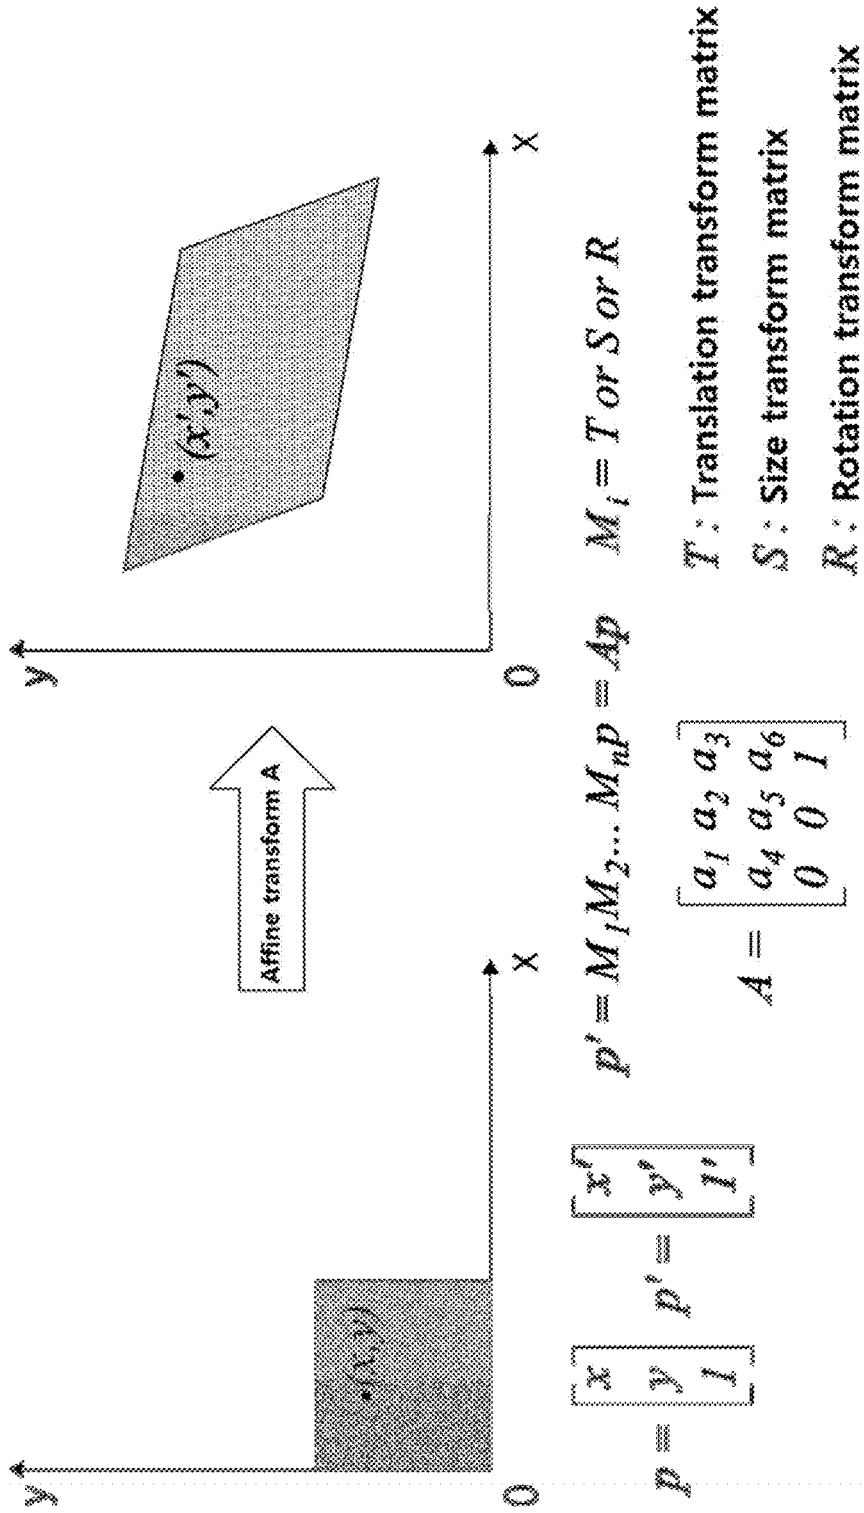 y
y
(x, y)
Affine transform A
(x',y')
0
x
0
x
p = [x y 1] p' = [x' y' 1']
p' = M₁M₂... Mₙp = Ap Mᵢ = T or S or R
A = [a₁ a₂ a₃
a₄ a₅ a₆
0 0 1]
T : Translation transform matrix
S : Size transform matrix
R : Rotation transform matrix